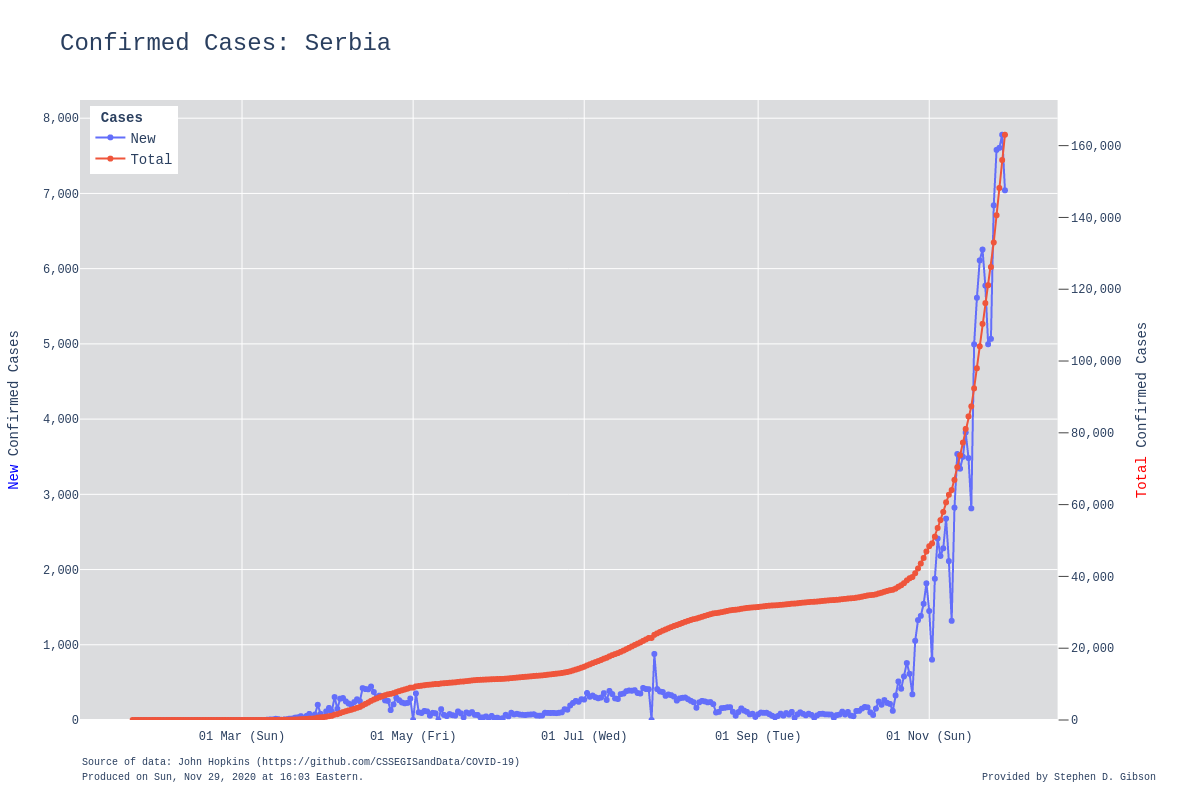 Confirmed Cases: Serbia
Cases
New
Total
8,000
7,000
6,000
5,000
4,000
3,000
2,000
1,000
0
New Confirmed Cases
160,000
140,000
120,000
100,000
80,000
60,000
40,000
20,000
0
Total Confirmed Cases
01 Mar (Sun)
01 May (Fri)
01 Jul (Wed)
01 Sep (Tue)
01 Nov (Sun)
Source of data: John Hopkins (https://github.com/CSSEGISandData/COVID-19)
Produced on Sun, Nov 29, 2020 at 16:03 Eastern.
Provided by Stephen D. Gibson